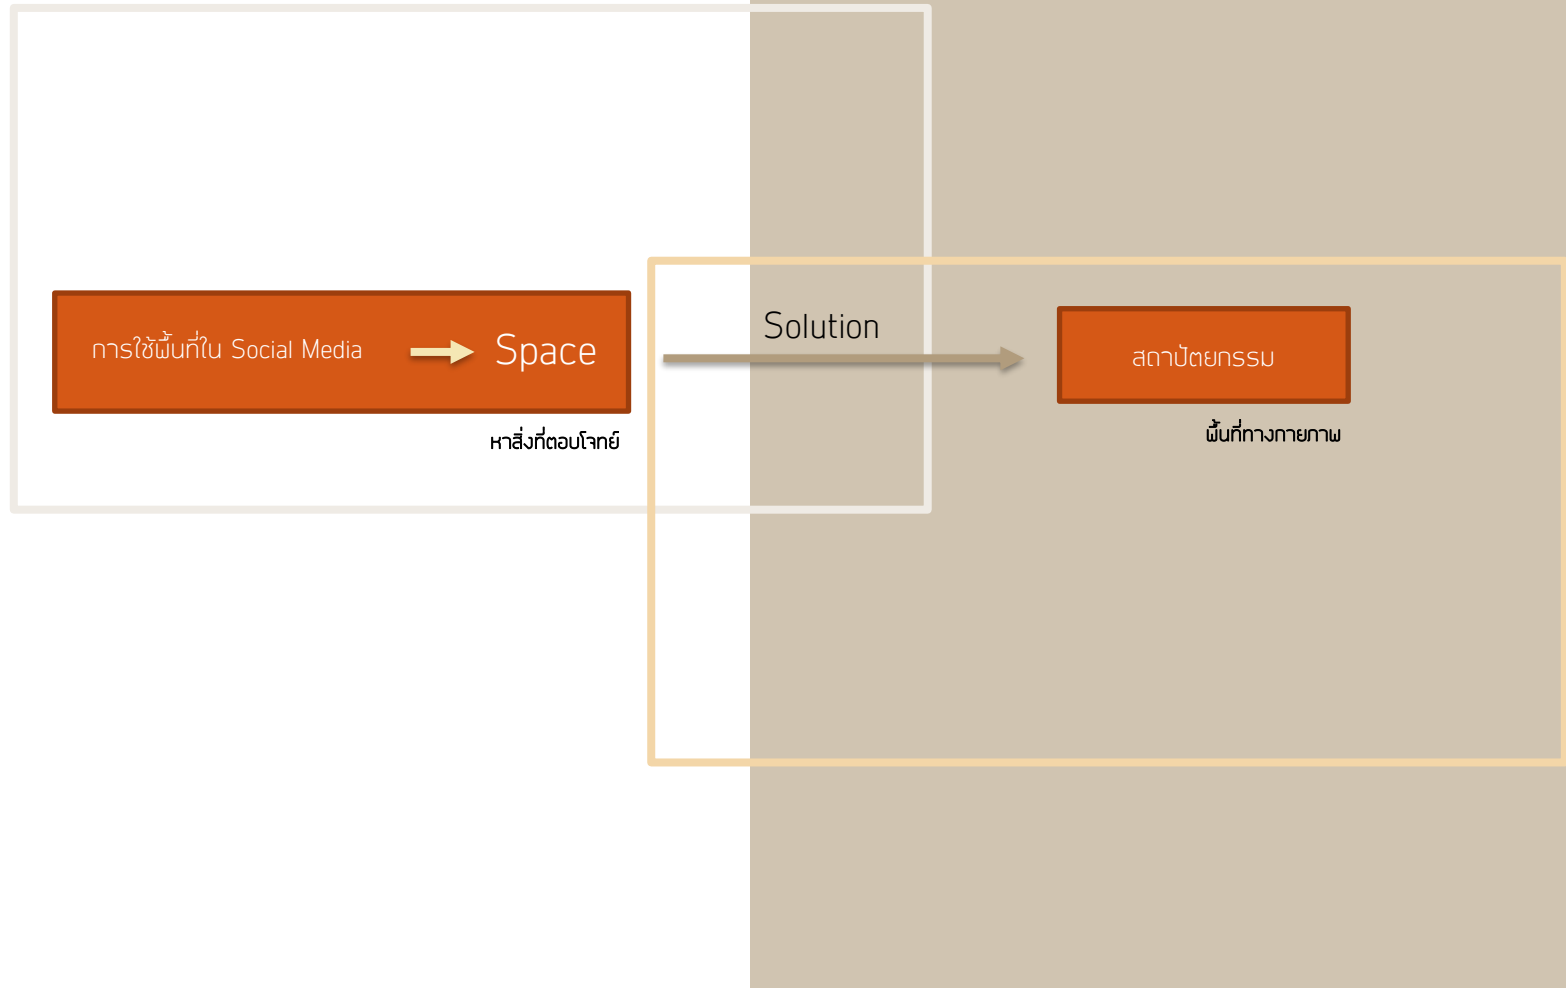 การใช้พื้นที่ใน Social Media
Space
Solution
สถาปัตยกรรม
หาสิ่งที่ตอบโจทย์
พื้นที่ทางกายภาพ